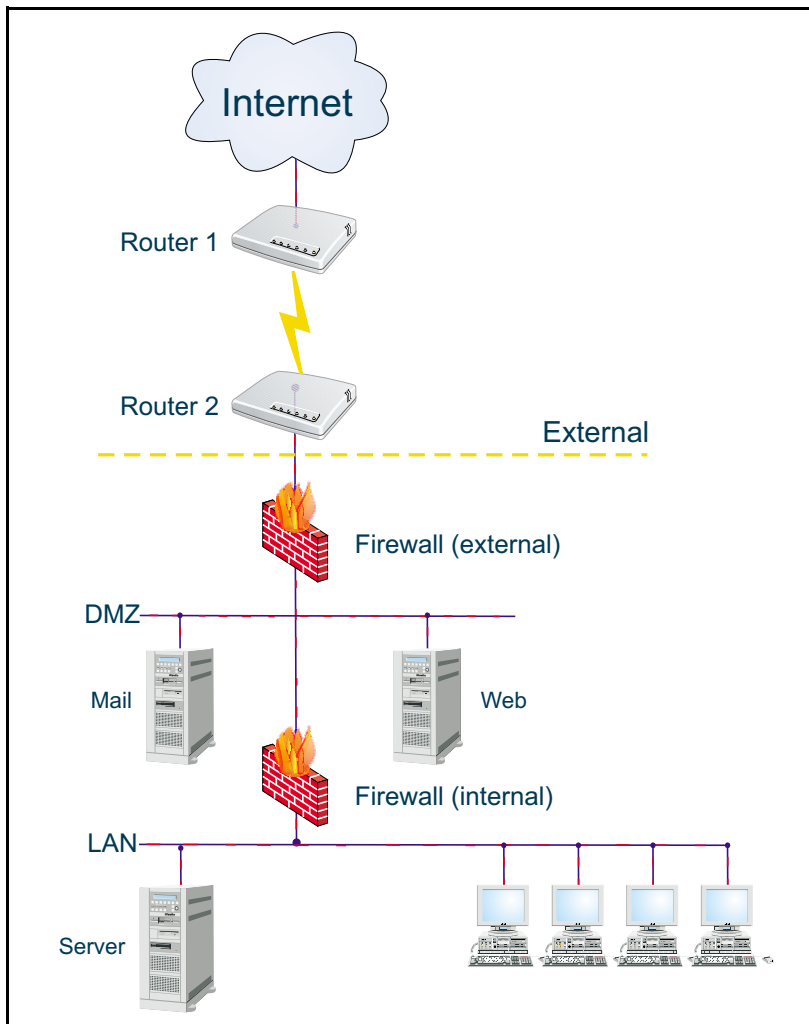 Internet
Router 1
Router 2
External
Firewall (external)
DMZ
Mail
Web
Firewall (internal)
LAN
Server